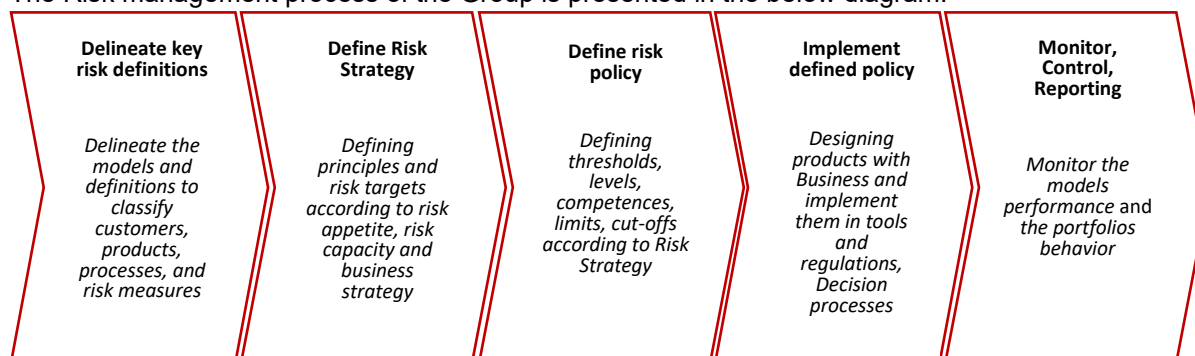 The Risk management process of the Group is presented in the below diagram.
Delineate key
risk definitions
Delineate the
models and
definitions to
classify
customers,
products,
processes, and
risk measures
Define Risk
Strategy
Defining
principles and
risk targets
according to risk
appetite, risk
capacity and
business
strategy
Define risk
policy
Defining
thresholds,
levels,
competences,
limits, cut-offs
according to Risk
Strategy
Implement
defined policy
Designing
products with
Business and
implement
them in tools
and
regulations,
Decision
processes
Monitor,
Control,
Reporting
Monitor the
models
performance and
the portfolios
behavior